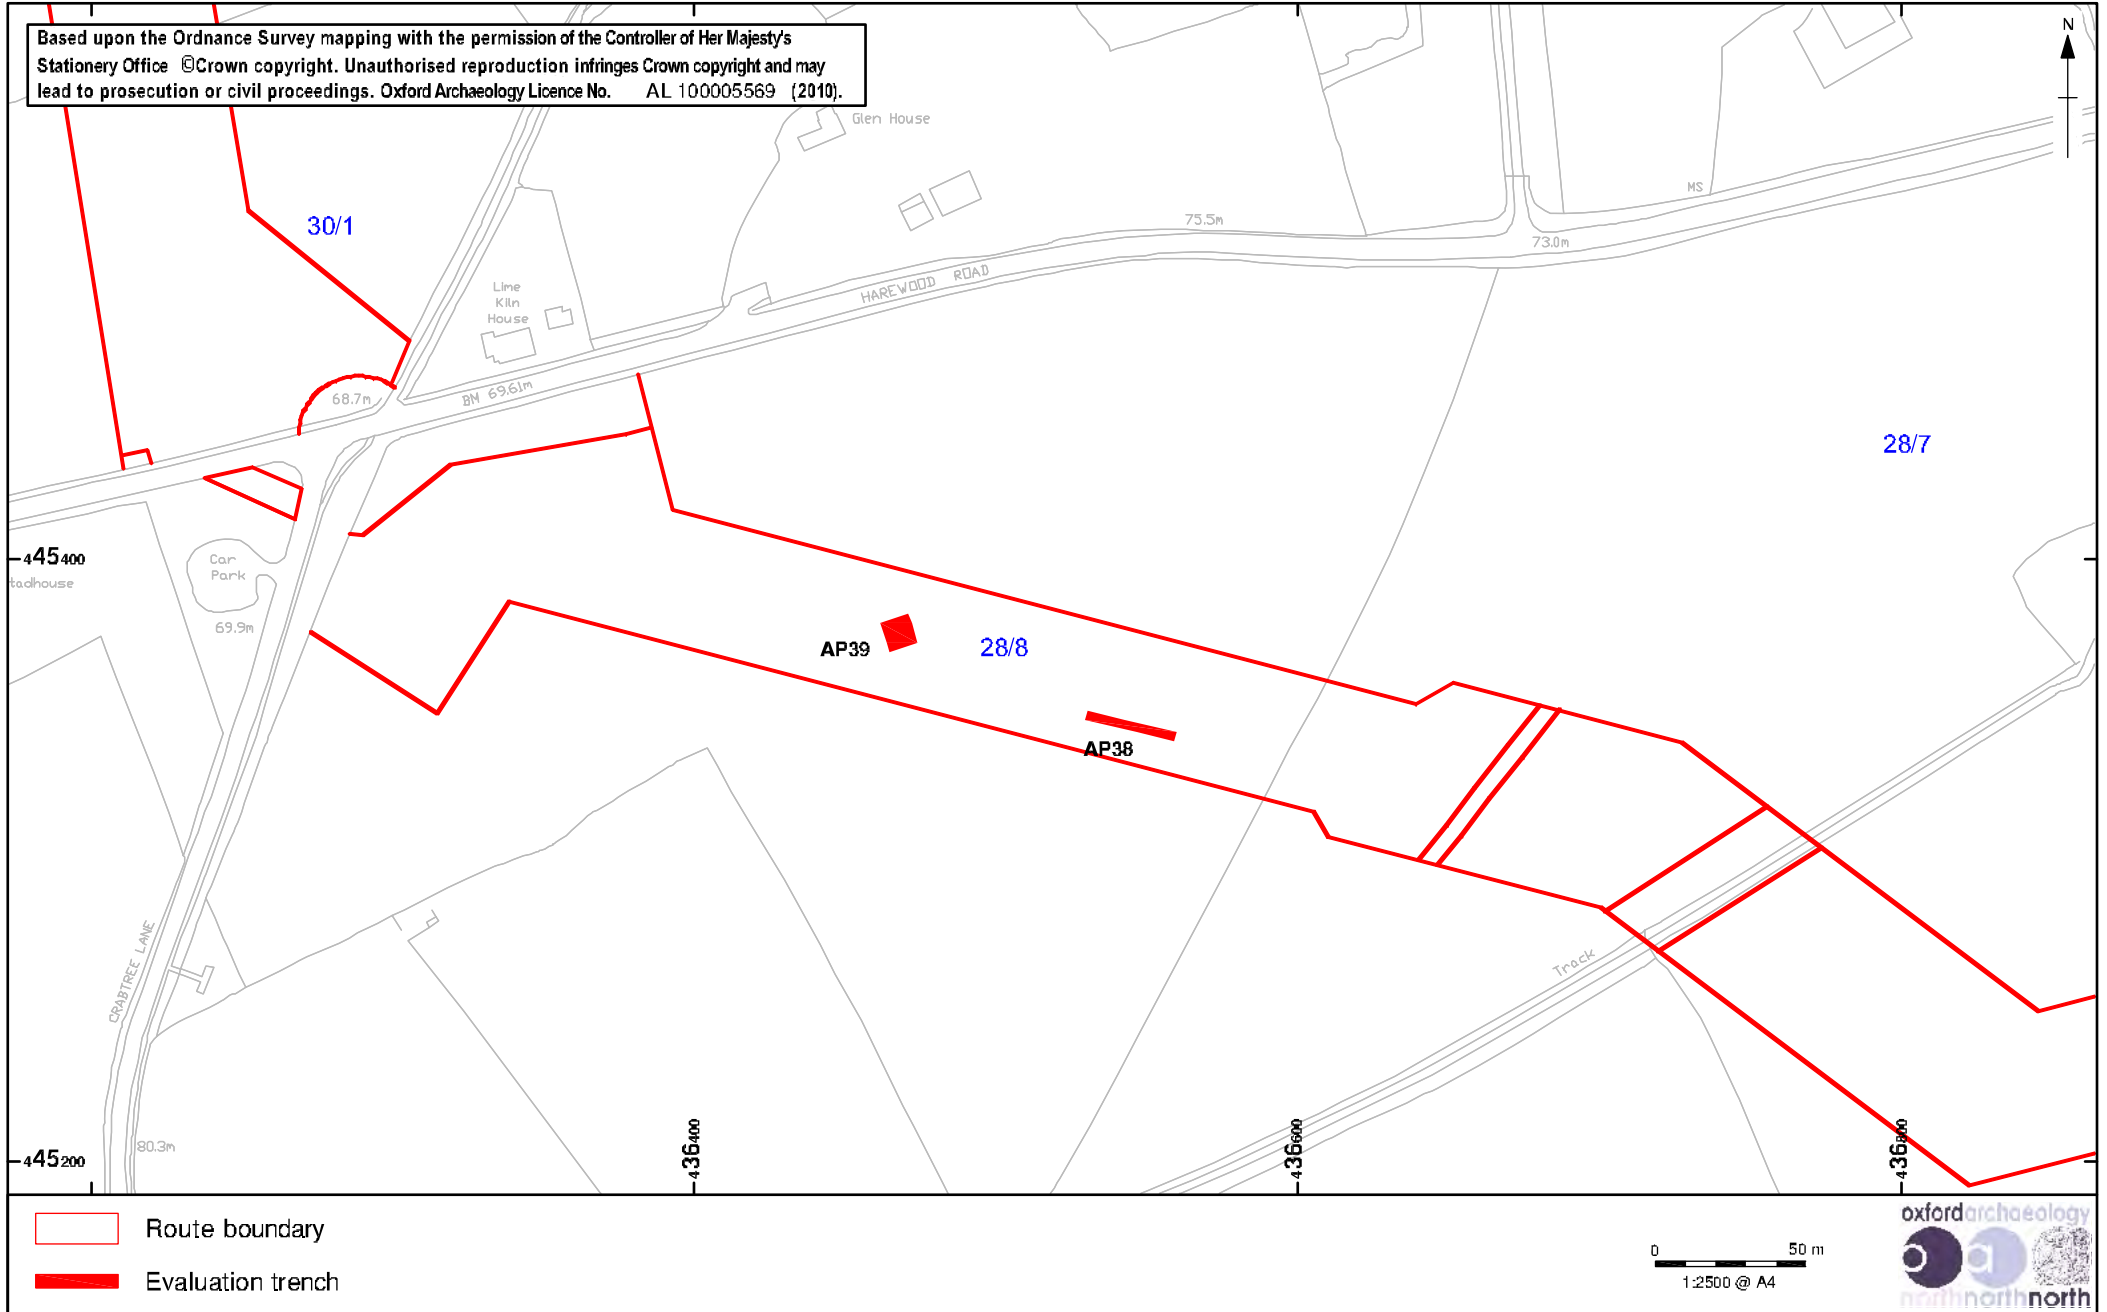 Based upon the Ordnance Survey mapping with the permission of the Controller of Her Majesty's
Stationery Office ©Crown copyright. Unauthorised reproduction infringes Crown copyright and may
lead to prosecution or civil proceedings. Oxford Archaeology Licence No. AL 100005569 (2010).
N
Glen House
30/1
MS
75.5m
73.0m
HAREWOOD ROAD
Lime
Kiln
House
BM 69.61m
68.7m
28/7
445400
Car
Park
tadhouse
69.9m
AP39
28/8
AP38
CRABTREE LANE
Track
80.3m
445200
436400
436600
436800
Route boundary
Evaluation trench
0 50 m
1:2500 @ A4
oxfordarchaeology
northnorthnorth